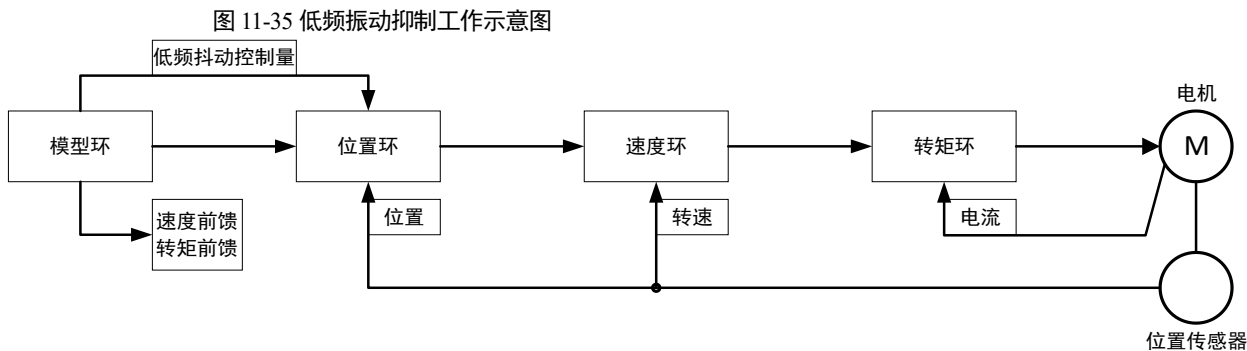 图 11-35 低频振动抑制工作示意图
低频抖动控制量
电机
模型环
位置环
速度环
转矩环
M
速度前馈
转矩前馈
位置
转速
电流
位置传感器